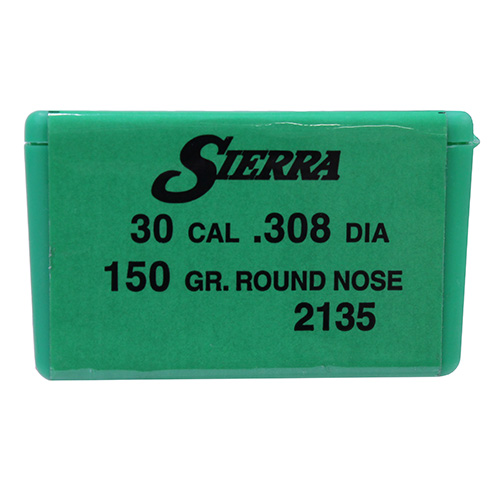 SIERRA
30 CAL .308 DIA
150 GR. ROUND NOSE
2135